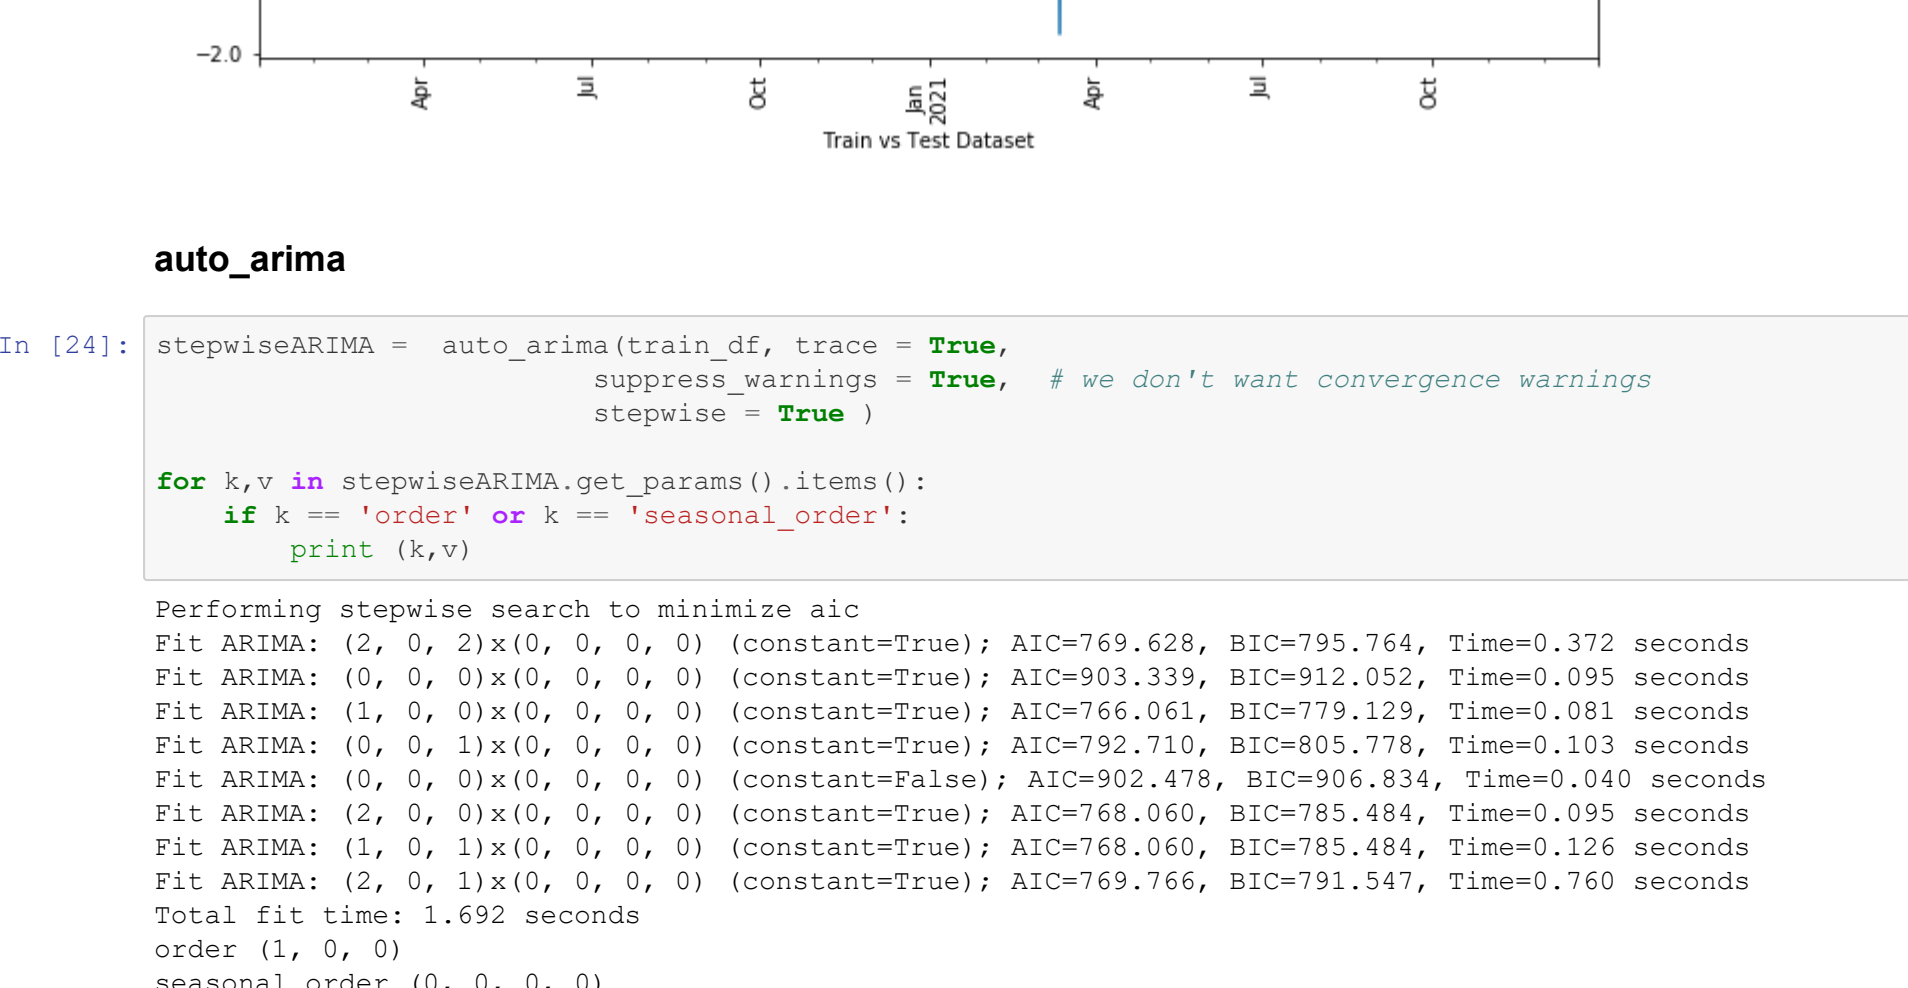 −2.0
Apr Jul Oct Jan 2021 Apr Jul Oct
Train vs Test Dataset
auto_arima
In [24]: stepwiseARIMA =  auto_arima(train_df, trace = True,
suppress_warnings = True,  # we don't want convergence warnings
stepwise = True )
for k,v in stepwiseARIMA.get_params().items():
if k == 'order' or k == 'seasonal_order':
print (k,v)
Performing stepwise search to minimize aic
Fit ARIMA: (2, 0, 2)x(0, 0, 0, 0) (constant=True); AIC=769.628, BIC=795.764, Time=0.372 seconds
Fit ARIMA: (0, 0, 0)x(0, 0, 0, 0) (constant=True); AIC=903.339, BIC=912.052, Time=0.095 seconds
Fit ARIMA: (1, 0, 0)x(0, 0, 0, 0) (constant=True); AIC=766.061, BIC=779.129, Time=0.081 seconds
Fit ARIMA: (0, 0, 1)x(0, 0, 0, 0) (constant=True); AIC=792.710, BIC=805.778, Time=0.103 seconds
Fit ARIMA: (0, 0, 0)x(0, 0, 0, 0) (constant=False); AIC=902.478, BIC=906.834, Time=0.040 seconds
Fit ARIMA: (2, 0, 0)x(0, 0, 0, 0) (constant=True); AIC=768.060, BIC=785.484, Time=0.095 seconds
Fit ARIMA: (1, 0, 1)x(0, 0, 0, 0) (constant=True); AIC=768.060, BIC=785.484, Time=0.126 seconds
Fit ARIMA: (2, 0, 1)x(0, 0, 0, 0) (constant=True); AIC=769.766, BIC=791.547, Time=0.760 seconds
Total fit time: 1.692 seconds
order (1, 0, 0)
seasonal_order (0, 0, 0, 0)